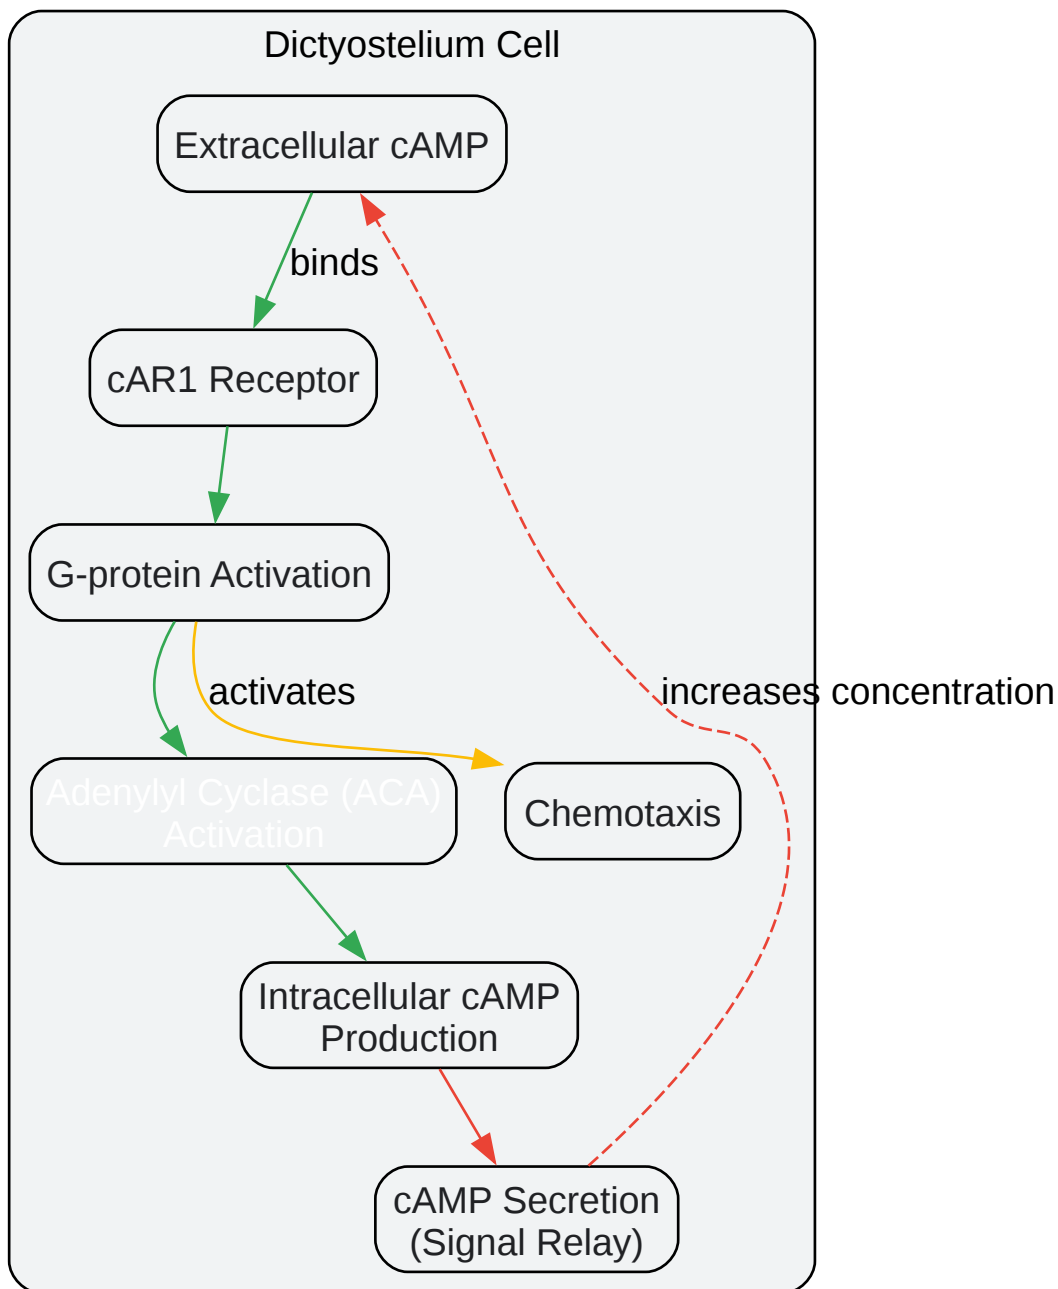 Dictyostelium Cell
Extracellular cAMP
binds
cAR1 Receptor
G-protein Activation
activates
increases concentration
Adenylyl Cyclase (ACA)
Activation
Chemotaxis
Intracellular cAMP
Production
cAMP Secretion
(Signal Relay)